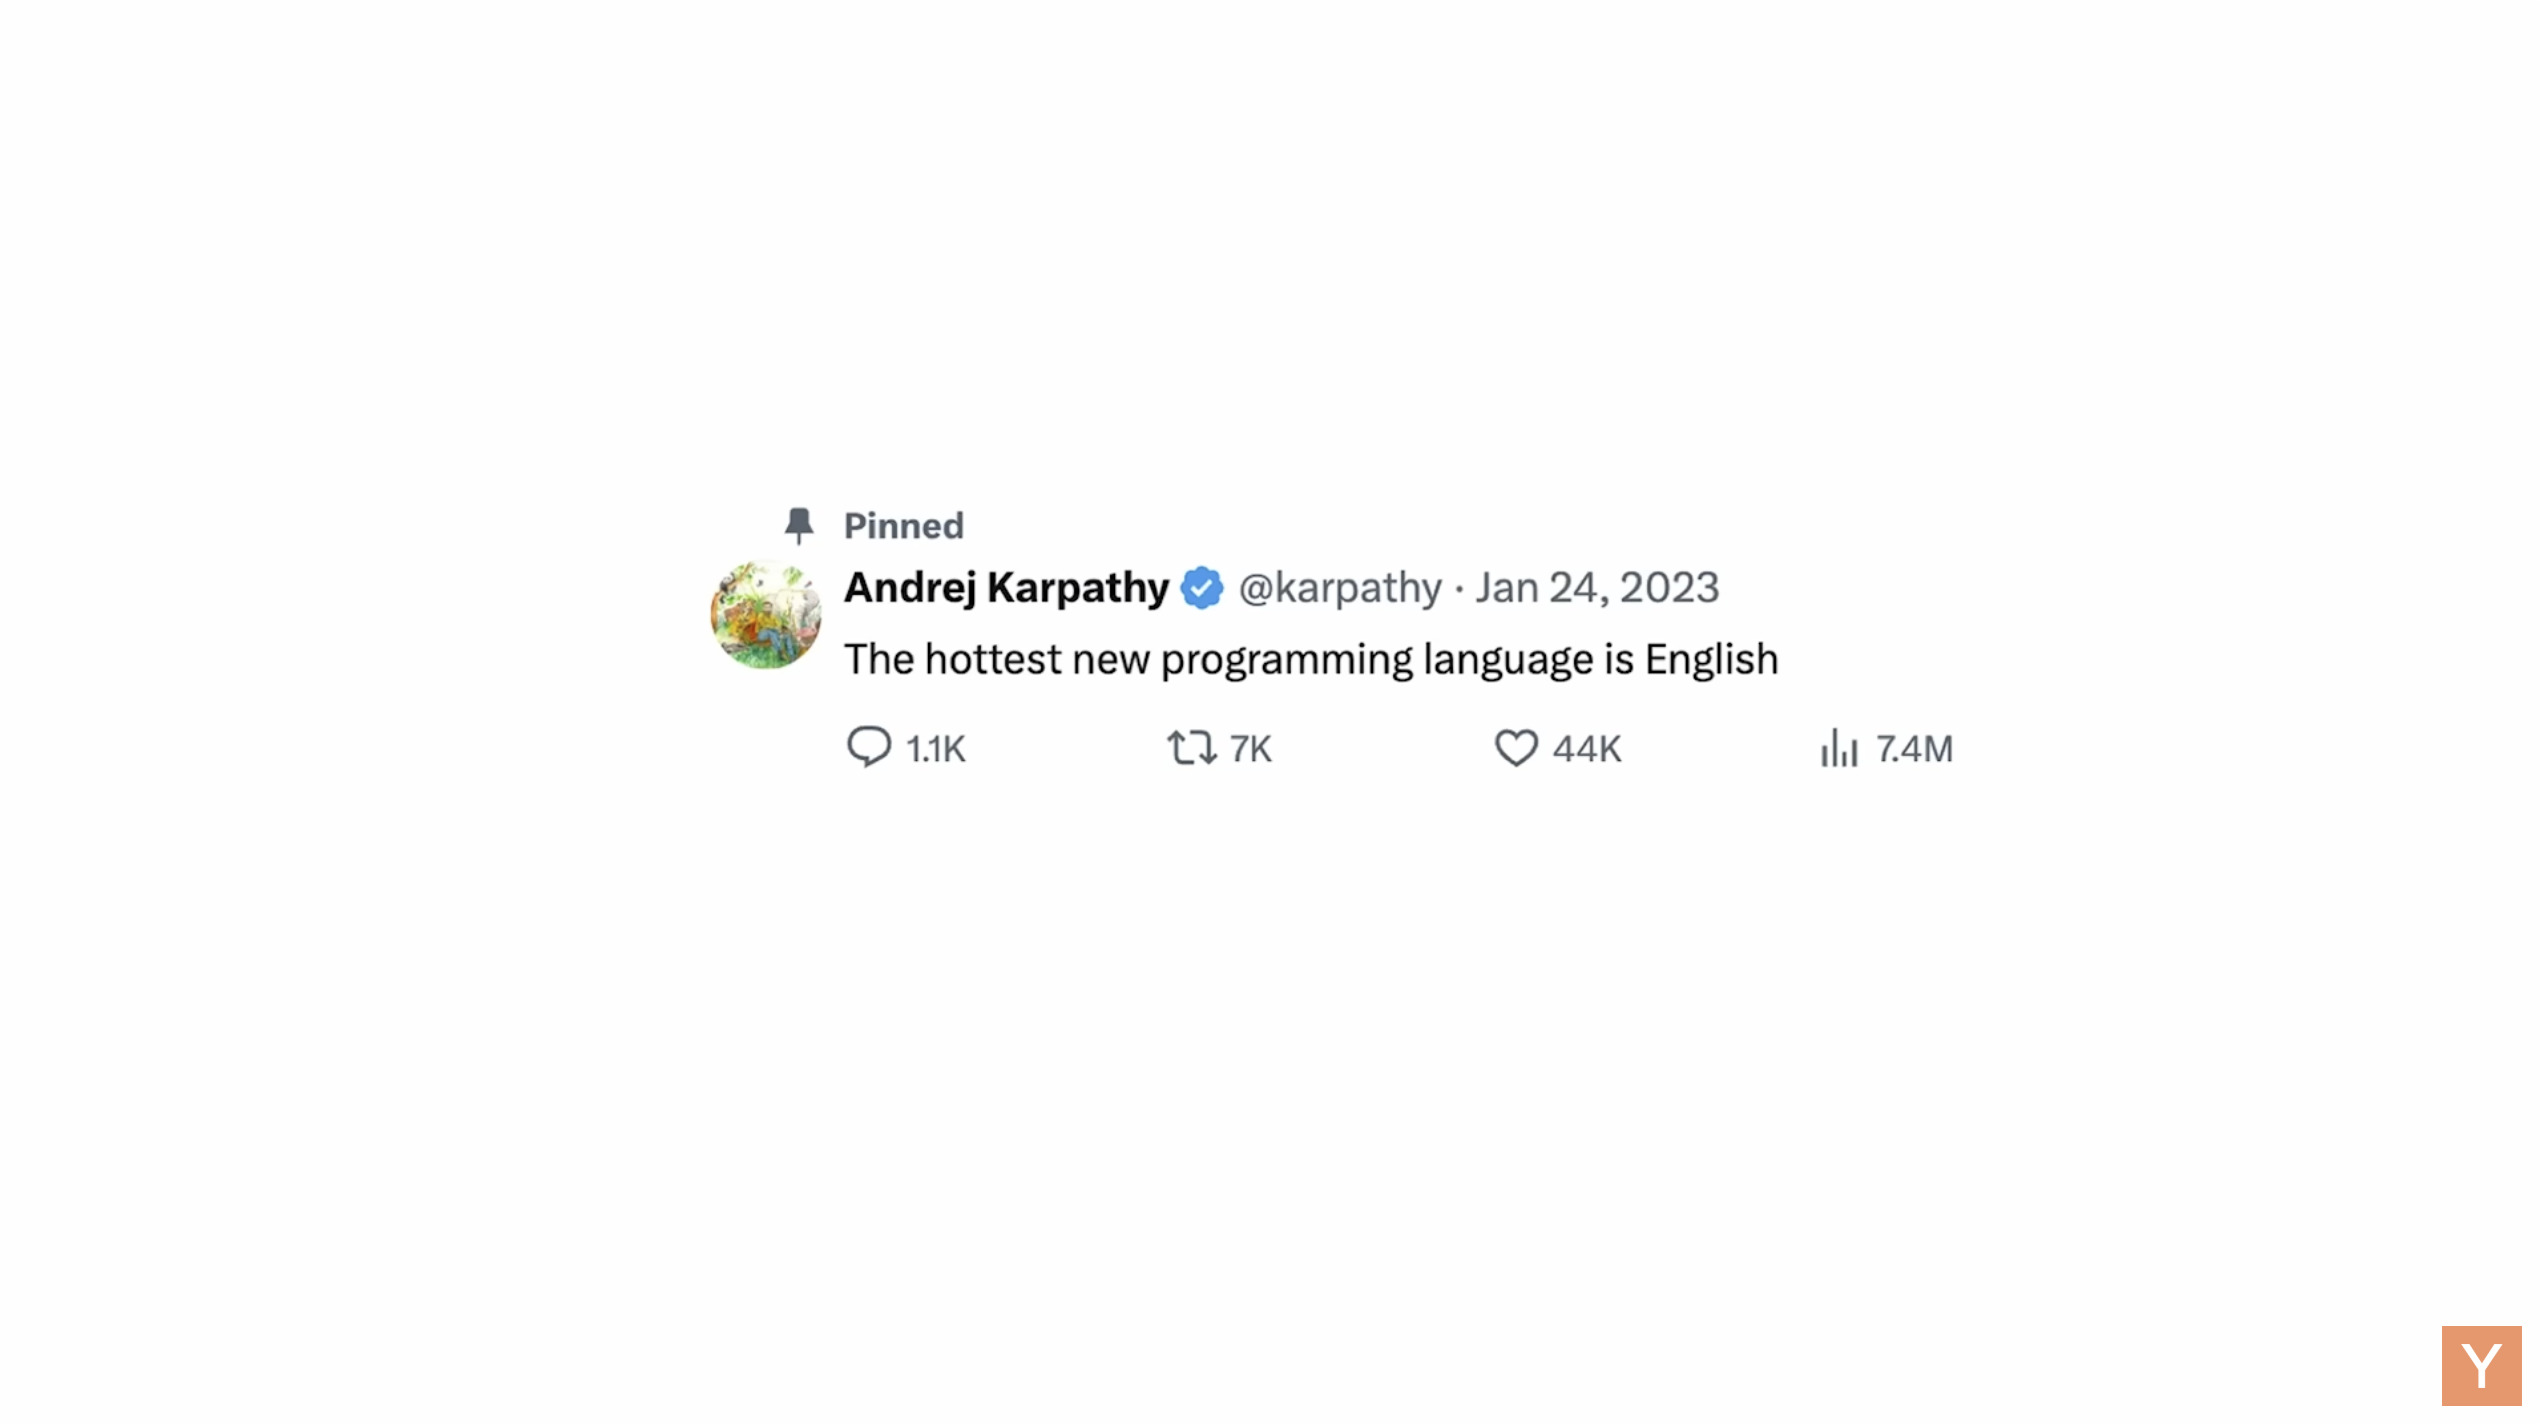 Pinned
Andrej Karpathy @karpathy · Jan 24, 2023
The hottest new programming language is English
1.1K 7K 44K 7.4M
Y